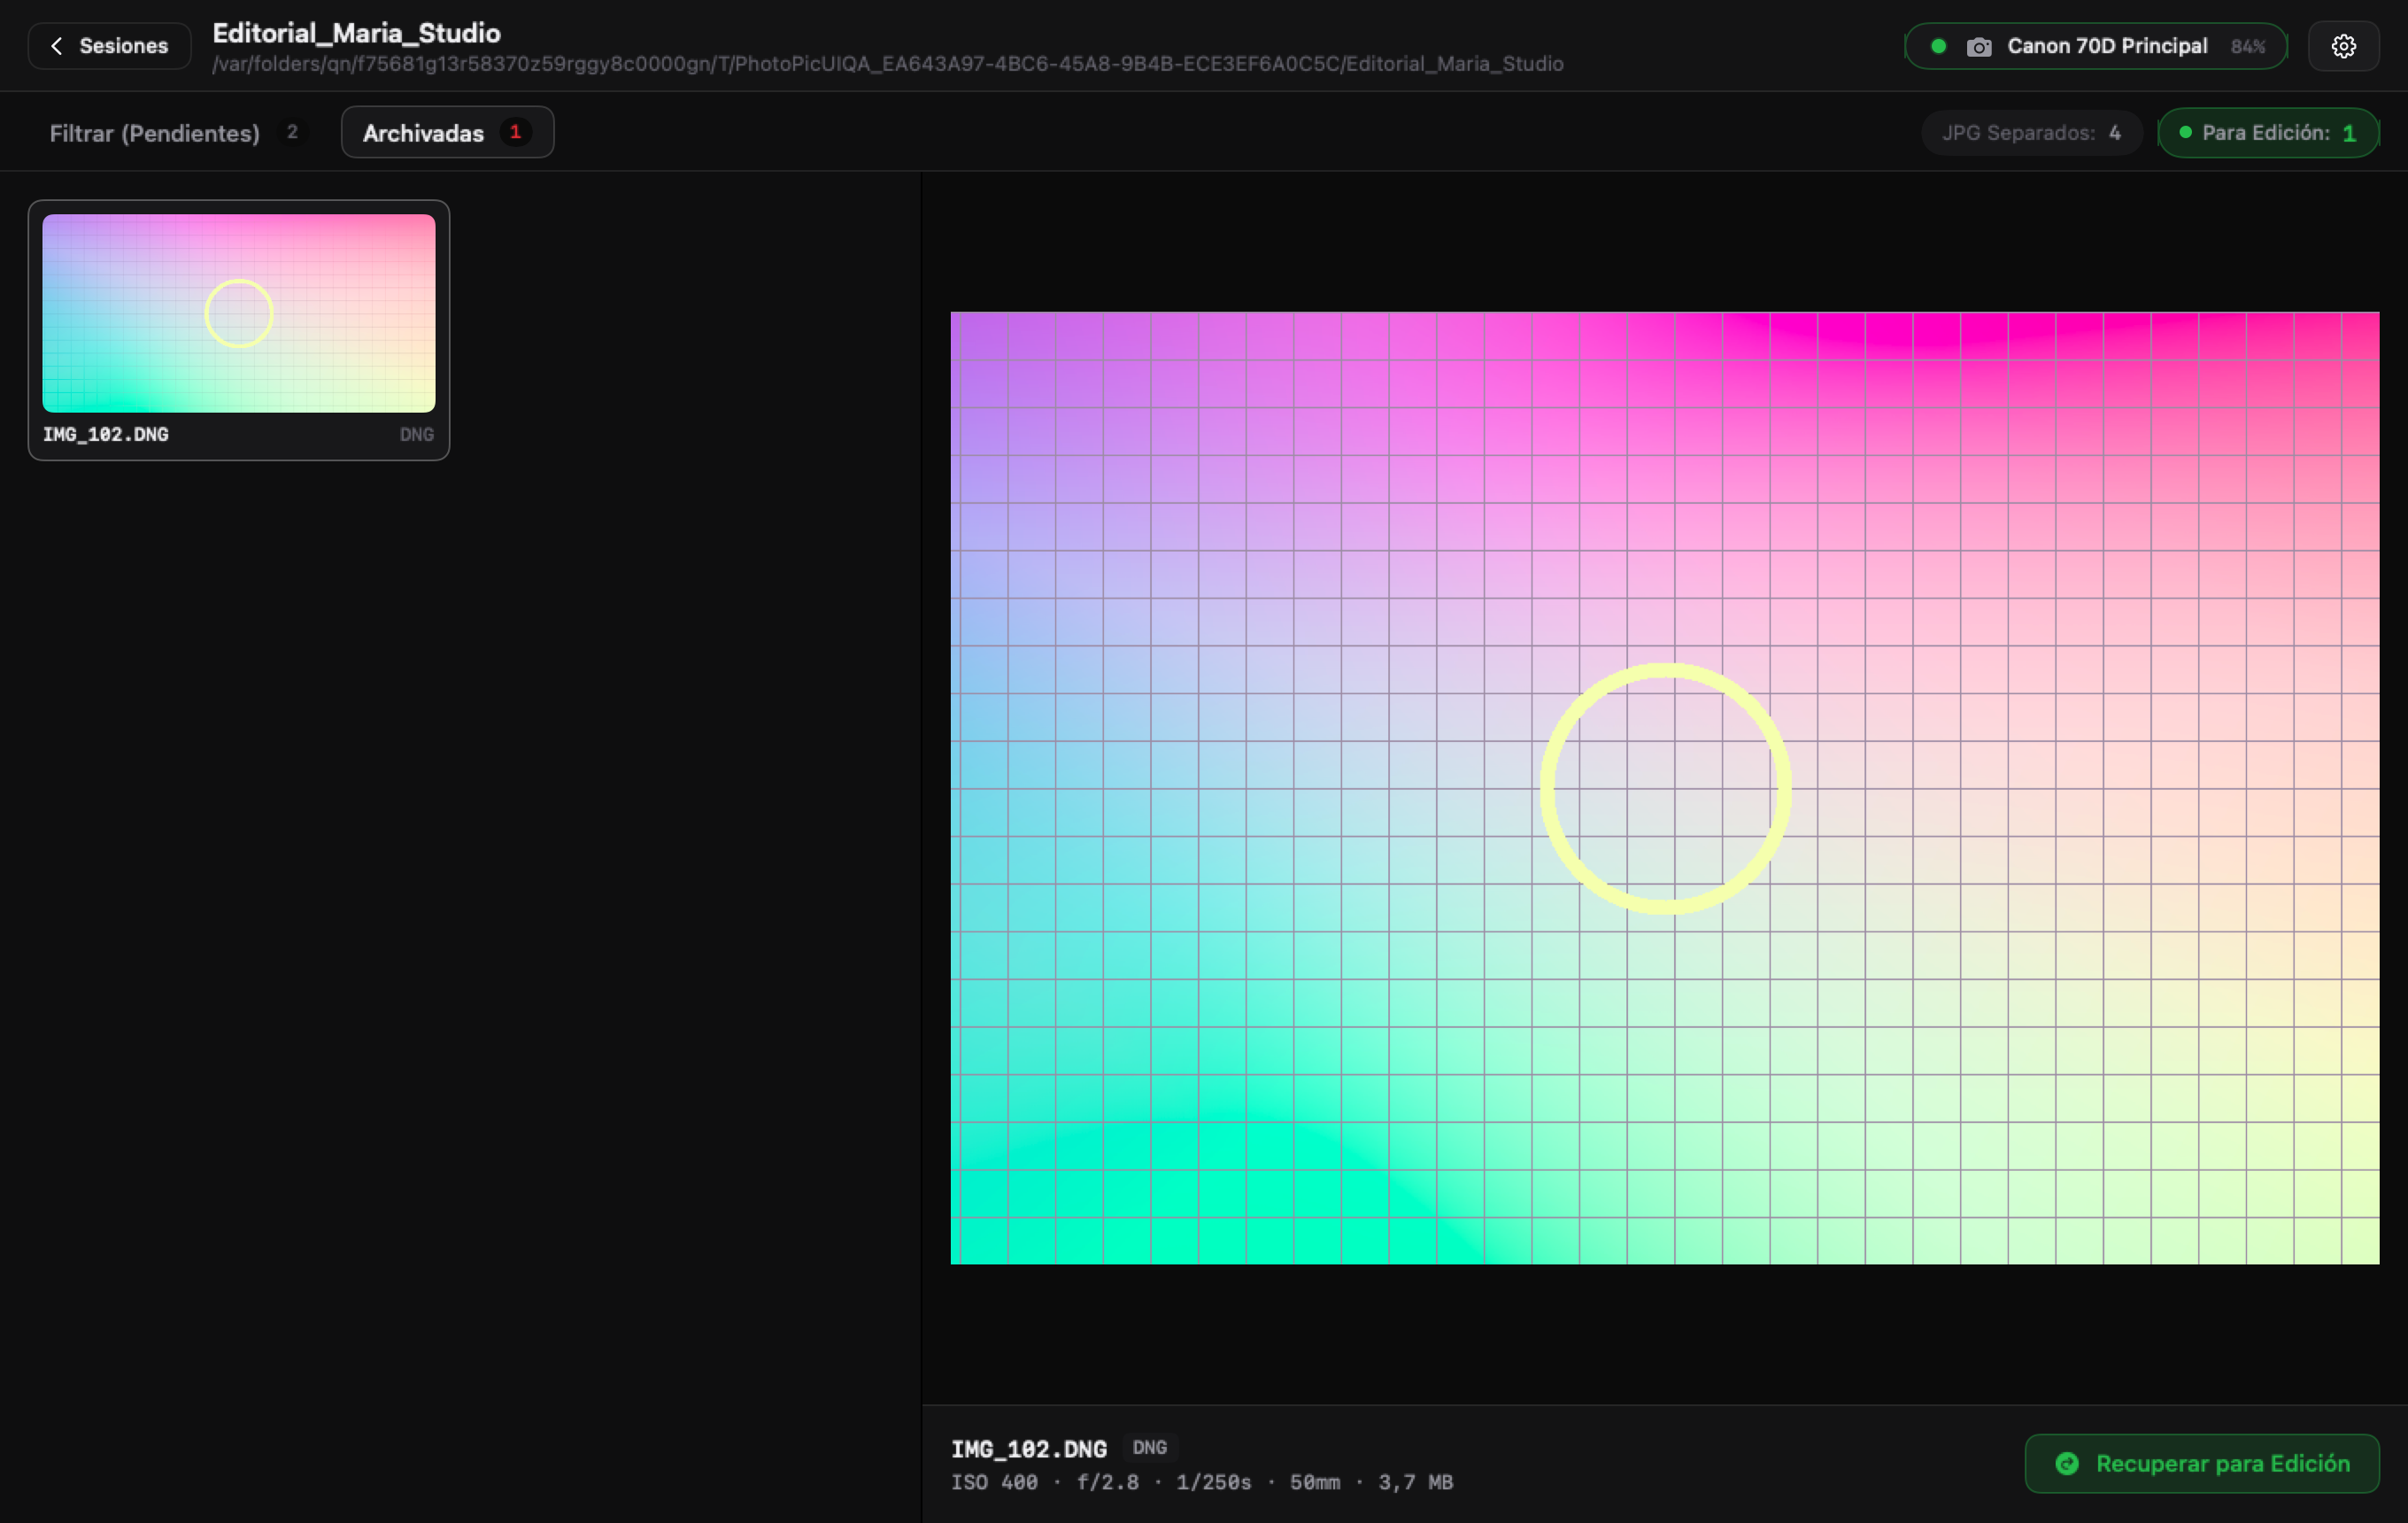 Sesiones
Editorial_Maria_Studio
/var/folders/qn/f75681g13r58370z59rggy8c0000gn/T/PhotoPicUIQA_EA643A97-4BC6-45A8-9B4B-ECE3EF6A0C5C/Editorial_Maria_Studio
Canon 70D Principal 84%
Filtrar (Pendientes) 2
Archivadas 1
JPG Separados: 4
Para Edición: 1
IMG_102.DNG DNG
IMG_102.DNG DNG
ISO 400 · f/2.8 · 1/250s · 50mm · 3,7 MB
Recuperar para Edición